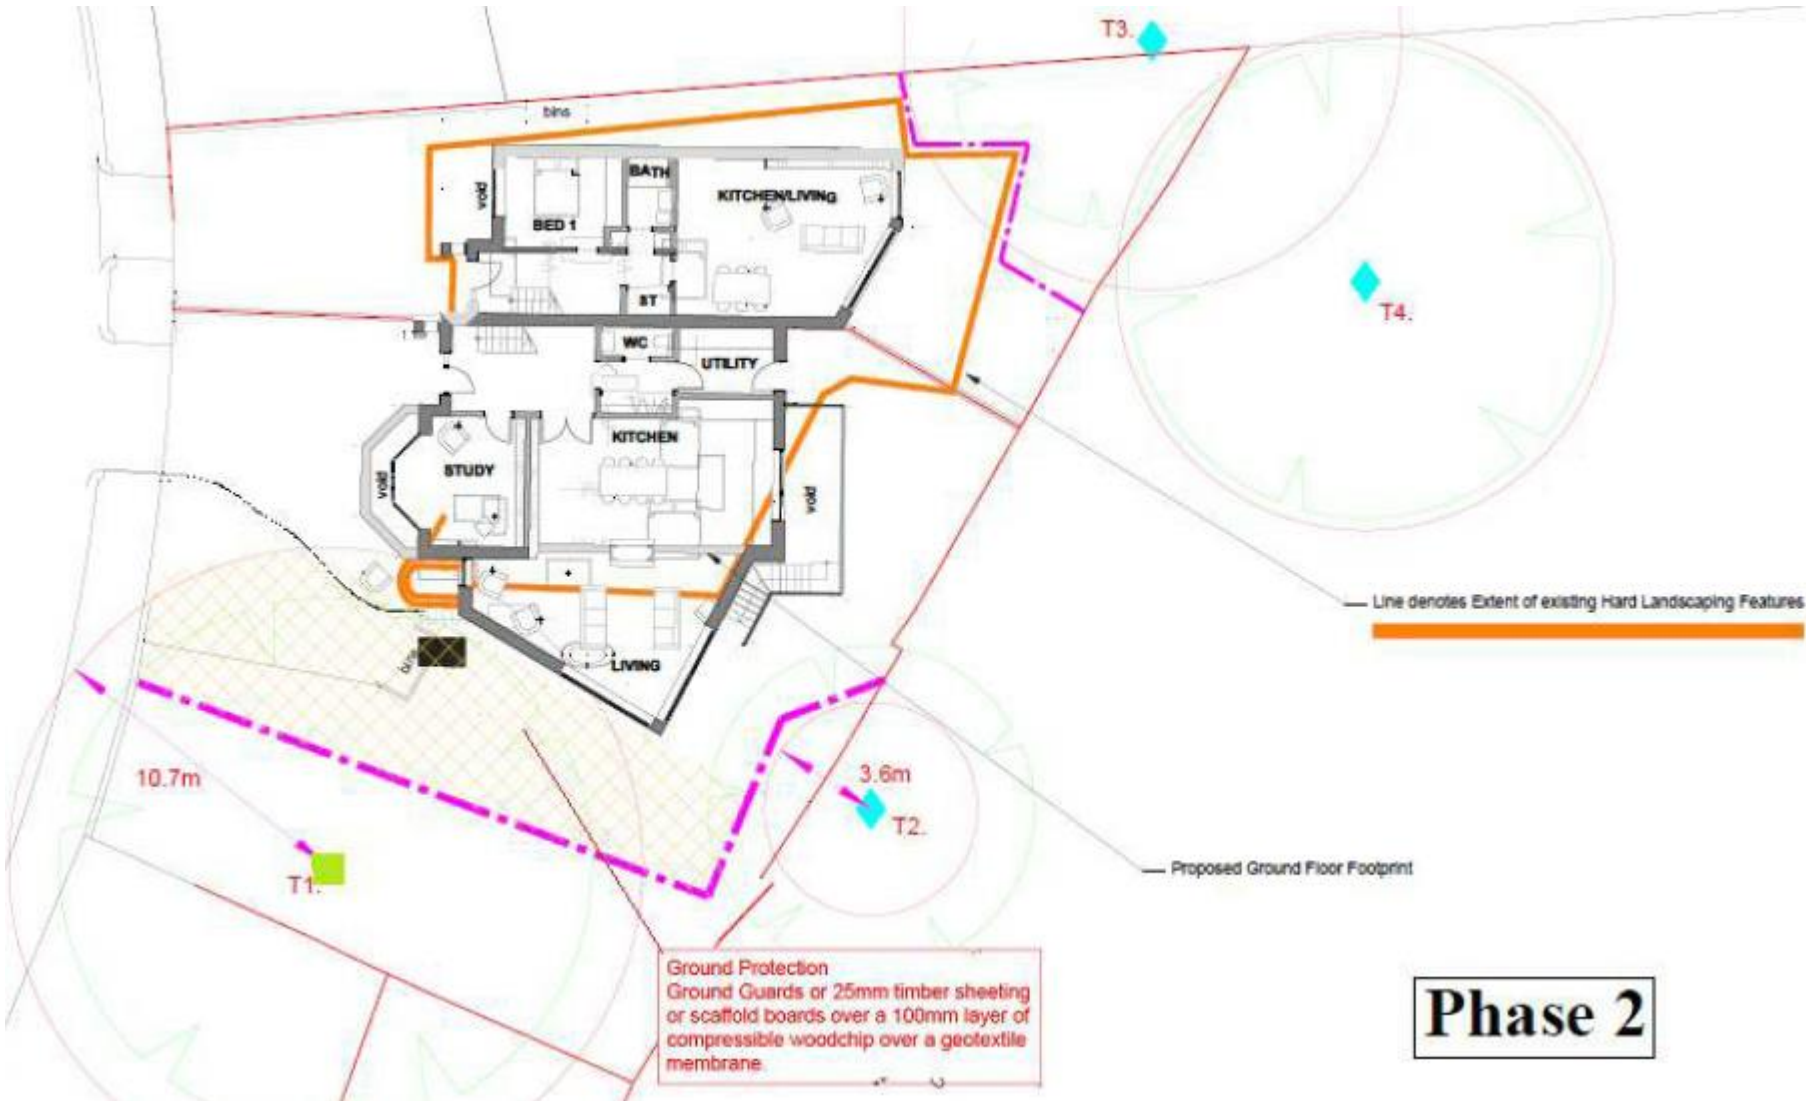 T3.
bins
BATH
KITCHEN/LIVING
void
BED 1
T4.
ST
WC
UTILITY
KITCHEN
STUDY
void
void
Line denotes Extent of existing Hard Landscaping Features
bins
LIVING
10.7m
3.6m
T2.
T1.
Proposed Ground Floor Footprint
Ground Protection
Ground Guards or 25mm timber sheeting
or scaffold boards over a 100mm layer of
compressible woodchip over a geotextile
membrane.
Phase 2